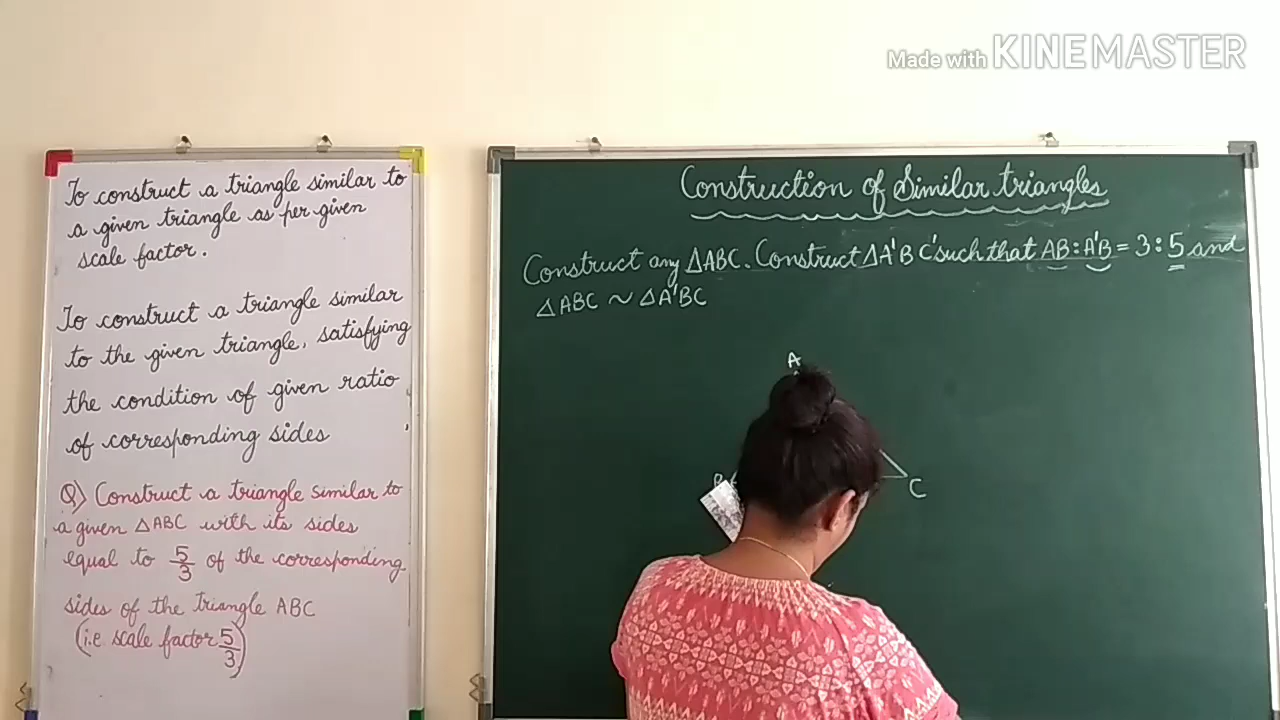 Made with KINEMASTER
To construct a triangle similar to
a given triangle as per given
scale factor.
To construct a triangle similar
to the given triangle, satisfying
the condition of given ratio
of corresponding sides
Q) Construct a triangle similar to
a given △ABC with its sides
equal to 5/3 of the corresponding
sides of the triangle ABC
(i.e scale factor 5/3)
Construction of Similar triangles
Construct any △ABC. Construct △A'BC' such that AB : A'B = 3 : 5 and
△ABC ~ △A'BC
A
B
C